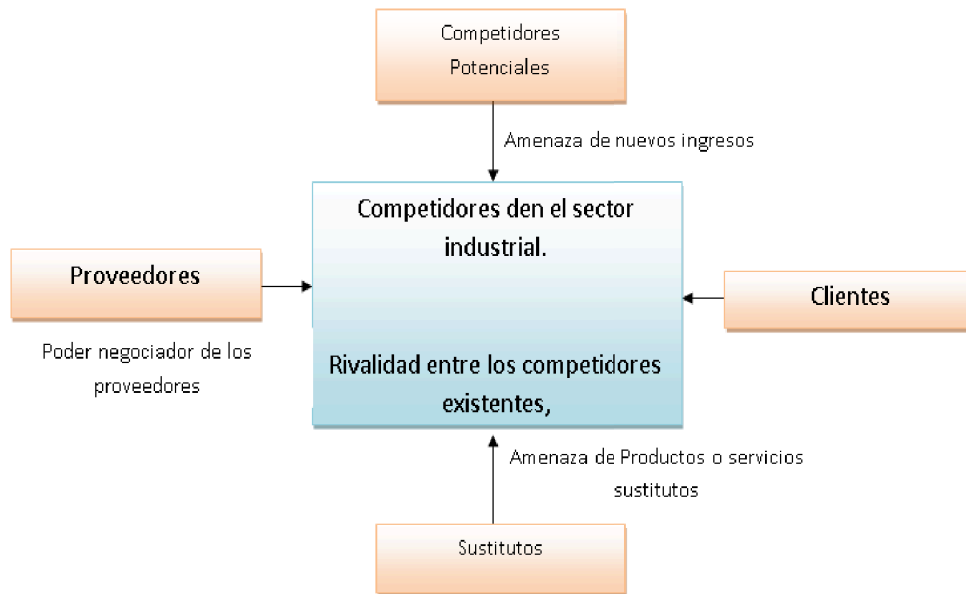 Competidores
Potenciales
Amenaza de nuevos ingresos
Competidores den el sector
industrial.
Proveedores
Clientes
Poder negociador de los
proveedores
Rivalidad entre los competidores
existentes,
Amenaza de Productos o servicios
sustitutos
Sustitutos